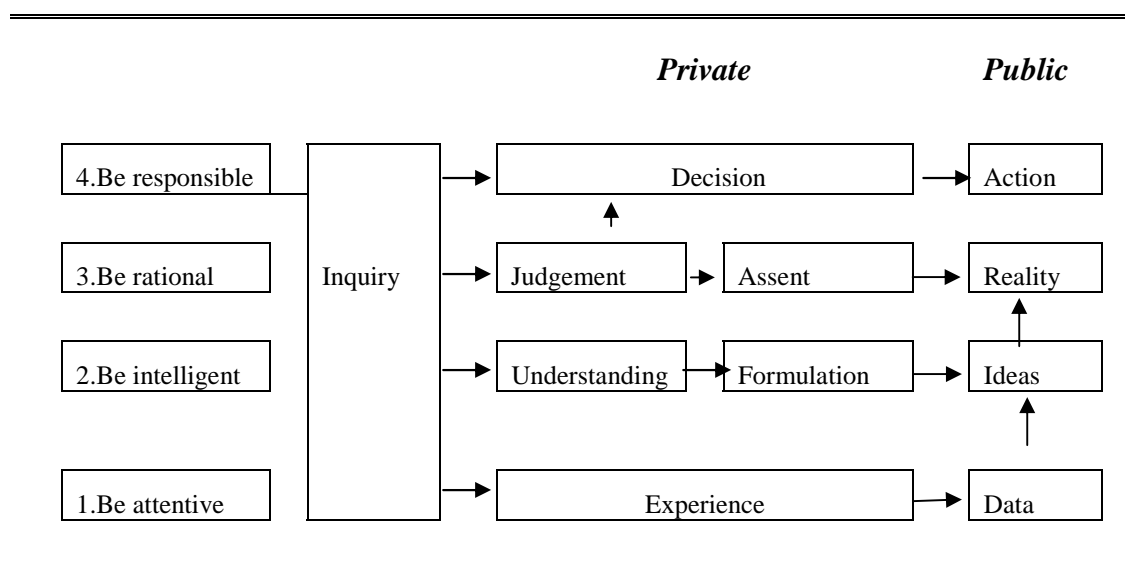 Private Public
4.Be responsible Decision Action
3.Be rational Inquiry Judgement Assent Reality
2.Be intelligent Understanding Formulation Ideas
1.Be attentive Experience Data